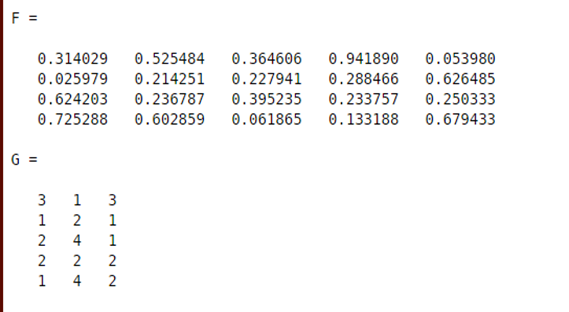 F =
0.314029 0.525484 0.364606 0.941890 0.053980
0.025979 0.214251 0.227941 0.288466 0.626485
0.624203 0.236787 0.395235 0.233757 0.250333
0.725288 0.602859 0.061865 0.133188 0.679433
G =
3 1 3
1 2 1
2 4 1
2 2 2
1 4 2